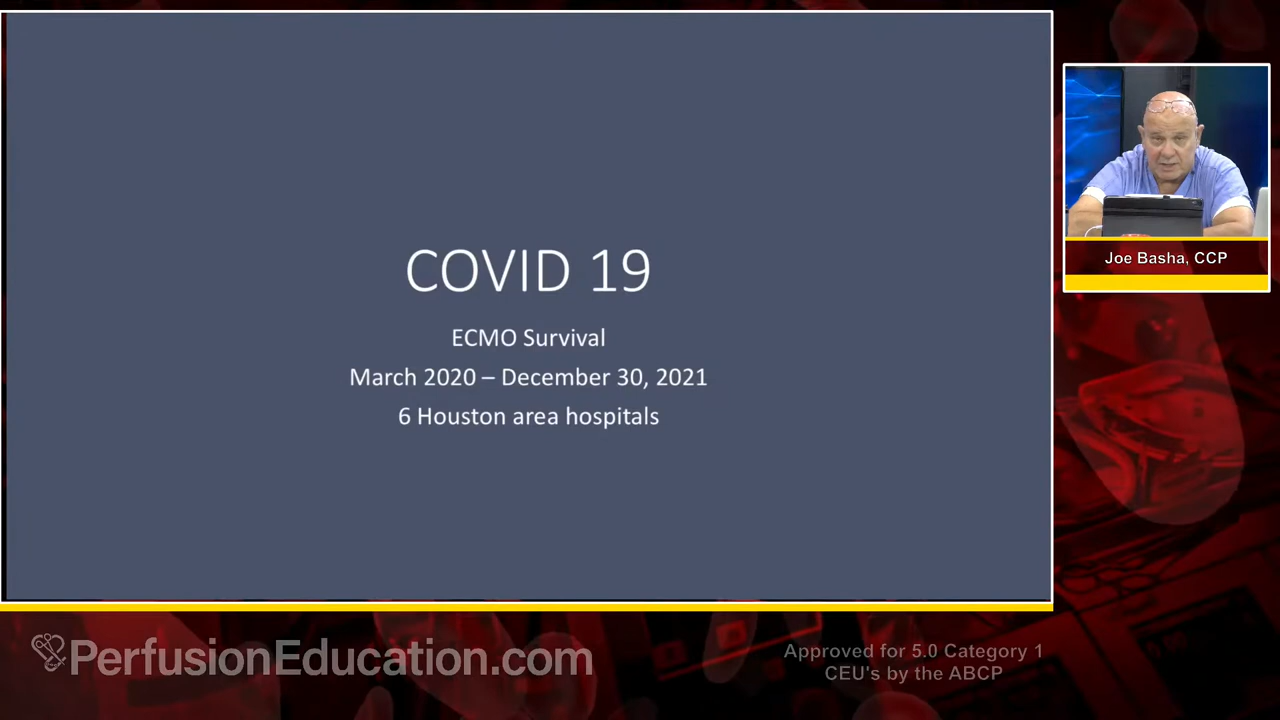 COVID 19
ECMO Survival
March 2020 – December 30, 2021
6 Houston area hospitals
Joe Basha, CCP
PerfusionEducation.com
Approved for 5.0 Category 1
CEU's by the ABCP